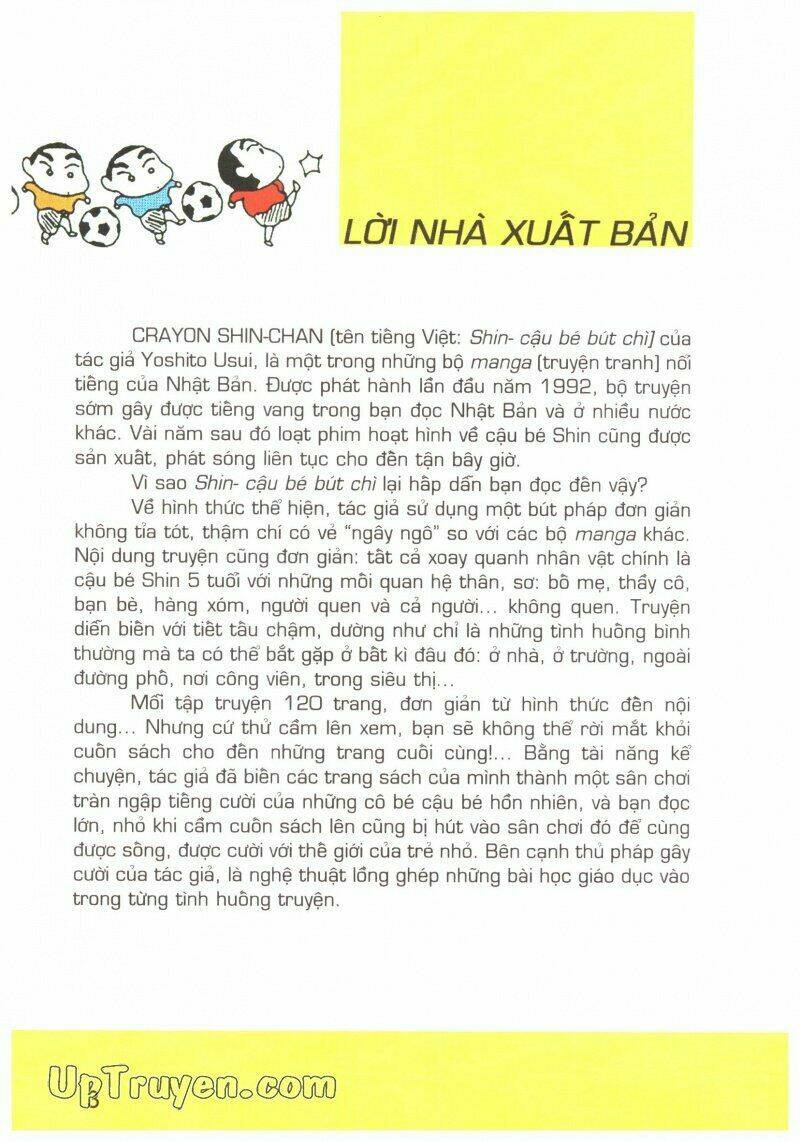 LỜI NHÀ XUẤT BẢN
CRAYON SHIN-CHAN (tên tiếng Việt: Shin- cậu bé bút chì) của
tác giả Yoshito Usui, là một trong những bộ manga (truyện tranh) nổi
tiếng của Nhật Bản. Được phát hành lần đầu năm 1992, bộ truyện
sớm gây được tiếng vang trong bạn đọc Nhật Bản và ở nhiều nước
khác. Vài năm sau đó loạt phim hoạt hình về cậu bé Shin cũng được
sản xuất, phát sóng liên tục cho đến tận bây giờ.
Vì sao Shin- cậu bé bút chì lại hấp dẫn bạn đọc đến vậy?
Về hình thức thể hiện, tác giả sử dụng một bút pháp đơn giản
không tỉa tót, thậm chí có vẻ “ngây ngô” so với các bộ manga khác.
Nội dung truyện cũng đơn giản: tất cả xoay quanh nhân vật chính là
cậu bé Shin 5 tuổi với những mối quan hệ thân, sơ: bố mẹ, thầy cô,
bạn bè, hàng xóm, người quen và cả người... không quen. Truyện
diễn biến với tiết tấu chậm, dường như chỉ là những tình huống bình
thường mà ta có thể bắt gặp ở bất kì đâu đó: ở nhà, ở trường, ngoài
đường phố, nơi công viên, trong siêu thị...
Mỗi tập truyện 120 trang, đơn giản từ hình thức đến nội
dung... Nhưng cứ thử cầm lên xem, bạn sẽ không thể rời mắt khỏi
cuốn sách cho đến những trang cuối cùng!... Bằng tài năng kể
chuyện, tác giả đã biến các trang sách của mình thành một sân chơi
tràn ngập tiếng cười của những cô bé cậu bé hồn nhiên, và bạn đọc
lớn, nhỏ khi cầm cuốn sách lên cũng bị hút vào sân chơi đó để cùng
được sống, được cười với thế giới của trẻ nhỏ. Bên cạnh thủ pháp gây
cười của tác giả, là nghệ thuật lồng ghép những bài học giáo dục vào
trong từng tình huống truyện.
UpTruyen.com